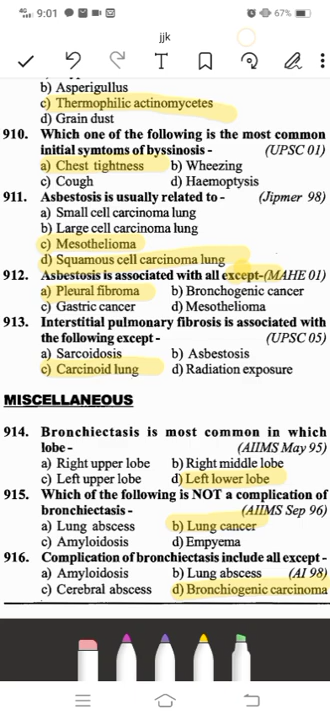 4G 9:01 67%
jjk
T
b) Asperigullus
c) Thermophilic actinomycetes
d) Grain dust
910. Which one of the following is the most common
initial symtoms of byssinosis - (UPSC 01)
a) Chest tightness b) Wheezing
c) Cough d) Haemoptysis
911. Asbestosis is usually related to - (Jipmer 98)
a) Small cell carcinoma lung
b) Large cell carcinoma lung
c) Mesothelioma
d) Squamous cell carcinoma lung
912. Asbestosis is associated with all except-(MAHE 01)
a) Pleural fibroma b) Bronchogenic cancer
c) Gastric cancer d) Mesothelioma
913. Interstitial pulmonary fibrosis is associated with
the following except - (UPSC 05)
a) Sarcoidosis b) Asbestosis
c) Carcinoid lung d) Radiation exposure
MISCELLANEOUS
914. Bronchiectasis is most common in which
lobe - (AIIMS May 95)
a) Right upper lobe b) Right middle lobe
c) Left upper lobe d) Left lower lobe
915. Which of the following is NOT a complication of
bronchiectasis - (AIIMS Sep 96)
a) Lung abscess b) Lung cancer
c) Amyloidosis d) Empyema
916. Complication of bronchiectasis include all except -
a) Amyloidosis b) Lung abscess (AI 98)
c) Cerebral abscess d) Bronchiogenic carcinoma